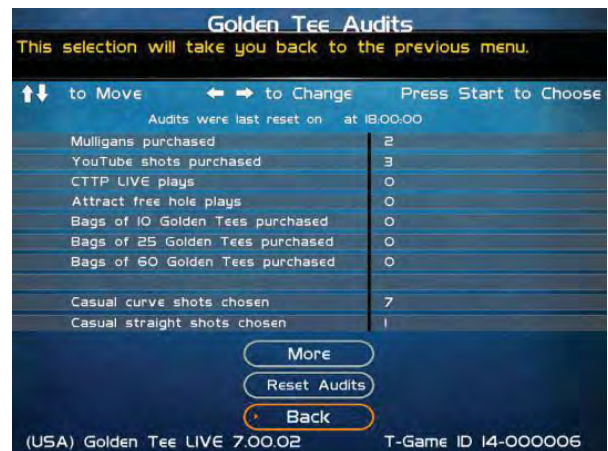 Golden Tee Audits
This selection will take you back to the previous menu.
to Move to Change Press Start to Choose
Audits were last reset on at 18:00:00
Mulligans purchased 2
YouTube shots purchased 3
CTTP LIVE plays 0
Attract free hole plays 0
Bags of 10 Golden Tees purchased 0
Bags of 25 Golden Tees purchased 0
Bags of 60 Golden Tees purchased 0
Casual curve shots chosen 7
Casual straight shots chosen 1
More
Reset Audits
Back
(USA) Golden Tee LIVE 7.00.02 T-Game ID 14-000006